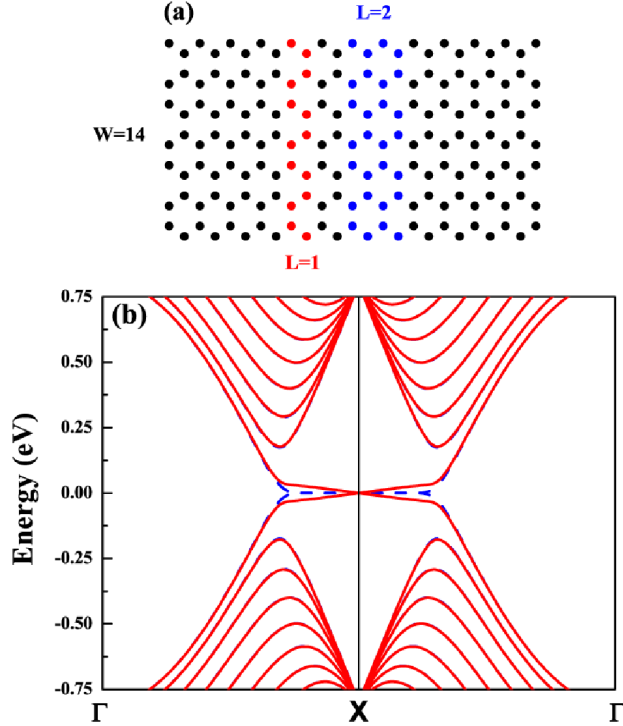 (a)
L=2
W=14
L=1
(b)
Energy (eV)
0.75
0.50
0.25
0.00
-0.25
-0.50
-0.75
Γ X Γ